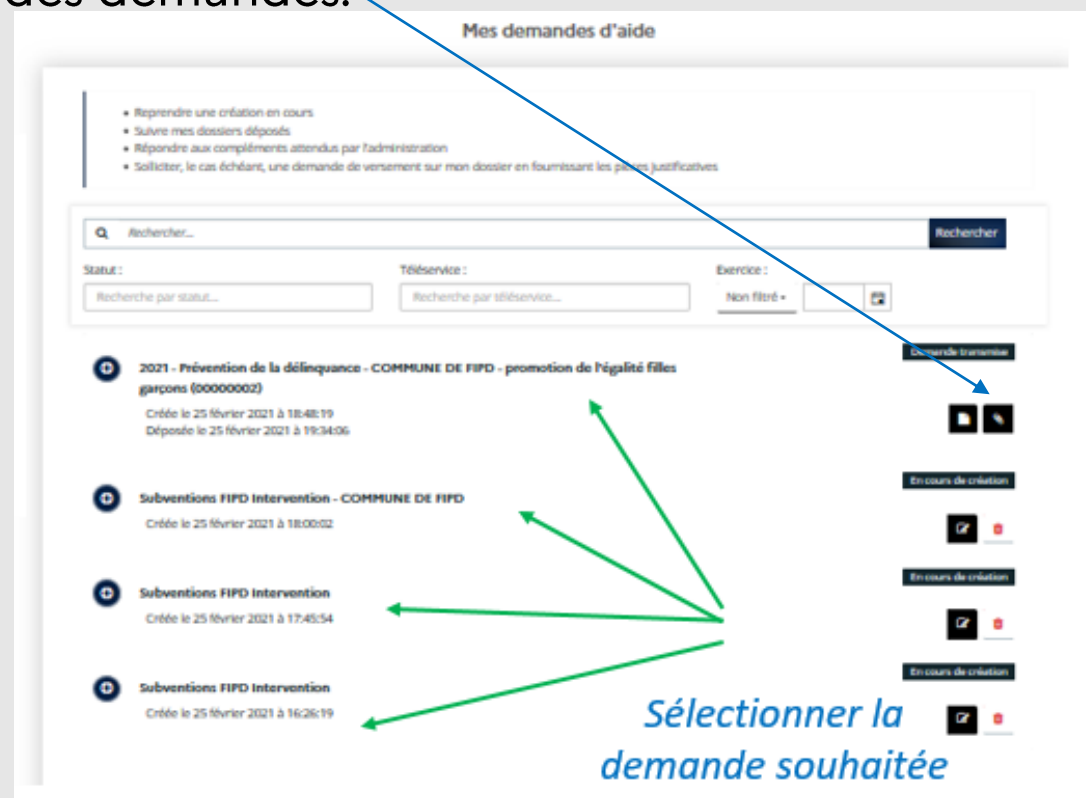 des demandes.
Mes demandes d'aide
• Reprendre une création en cours
• Suivre mes dossiers déposés
• Répondre aux compléments attendus par l'administration
• Solliciter, le cas échéant, une demande de versement sur mon dossier en fournissant les pièces justificatives
Rechercher...
Rechercher
Statut :
Téléservice :
Exercice :
Recherche par statut...
Recherche par téléservice...
Non filtré
Demande transmise
2021 - Prévention de la délinquance - COMMUNE DE FIPD - promotion de l'égalité filles
garçons (00000002)
Créée le 25 février 2021 à 18:48:19
Déposée le 25 février 2021 à 19:34:06
En cours de création
Subventions FIPD Intervention - COMMUNE DE FIPD
Créée le 25 février 2021 à 18:00:02
En cours de création
Subventions FIPD Intervention
Créée le 25 février 2021 à 17:45:54
En cours de création
Subventions FIPD Intervention
Créée le 25 février 2021 à 16:26:19
Sélectionner la
demande souhaitée